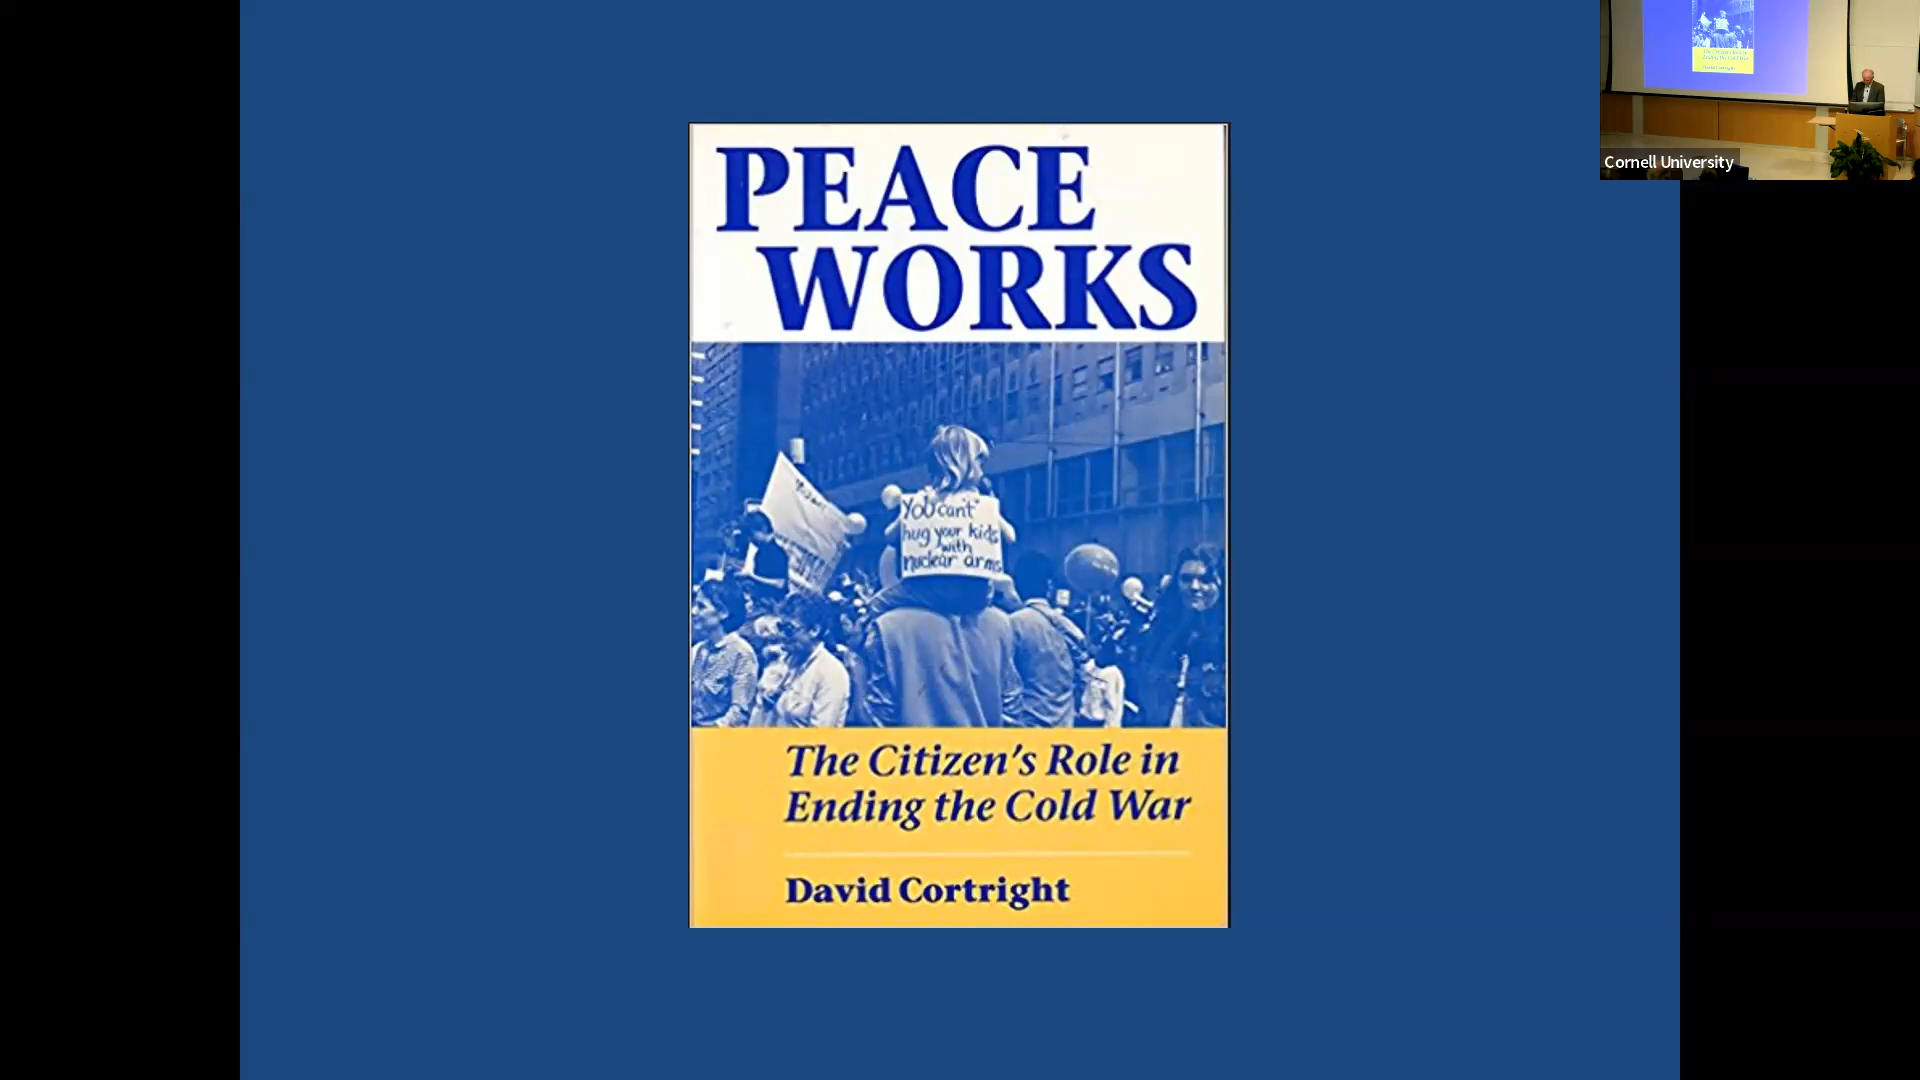 PEACE
WORKS
You can't
hug your kids
with
nuclear arms
The Citizen's Role in
Ending the Cold War
David Cortright
Cornell University